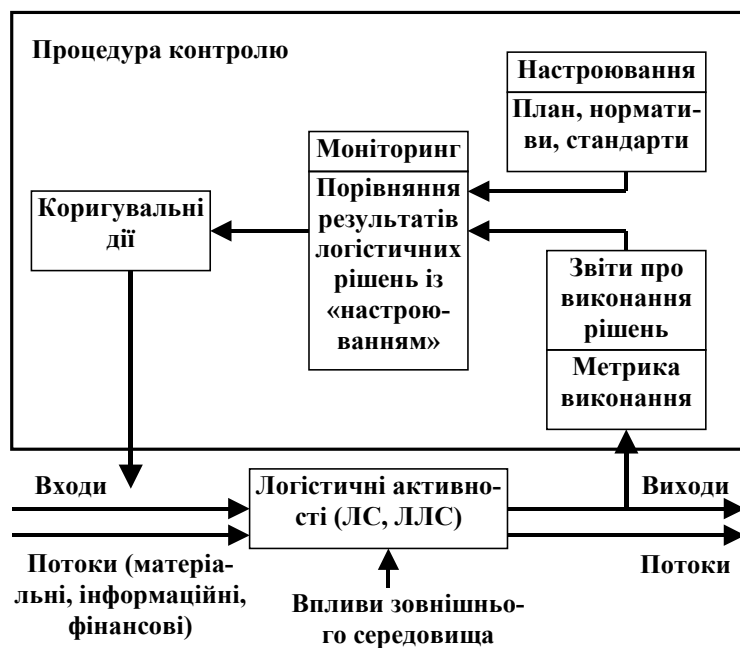 Процедура контролю
Настроювання
План, нормати-
ви, стандарти
Моніторинг
Порівняння
результатів
логістичних
рішень із
«настрою-
ванням»
Коригувальні
дії
Звіти про
виконання
рішень
Метрика
виконання
Входи
Логістичні активно-
сті (ЛС, ЛЛС)
Виходи
Потоки (матеріа-
льні, інформаційні,
фінансові)
Потоки
Впливи зовнішньо-
го середовища